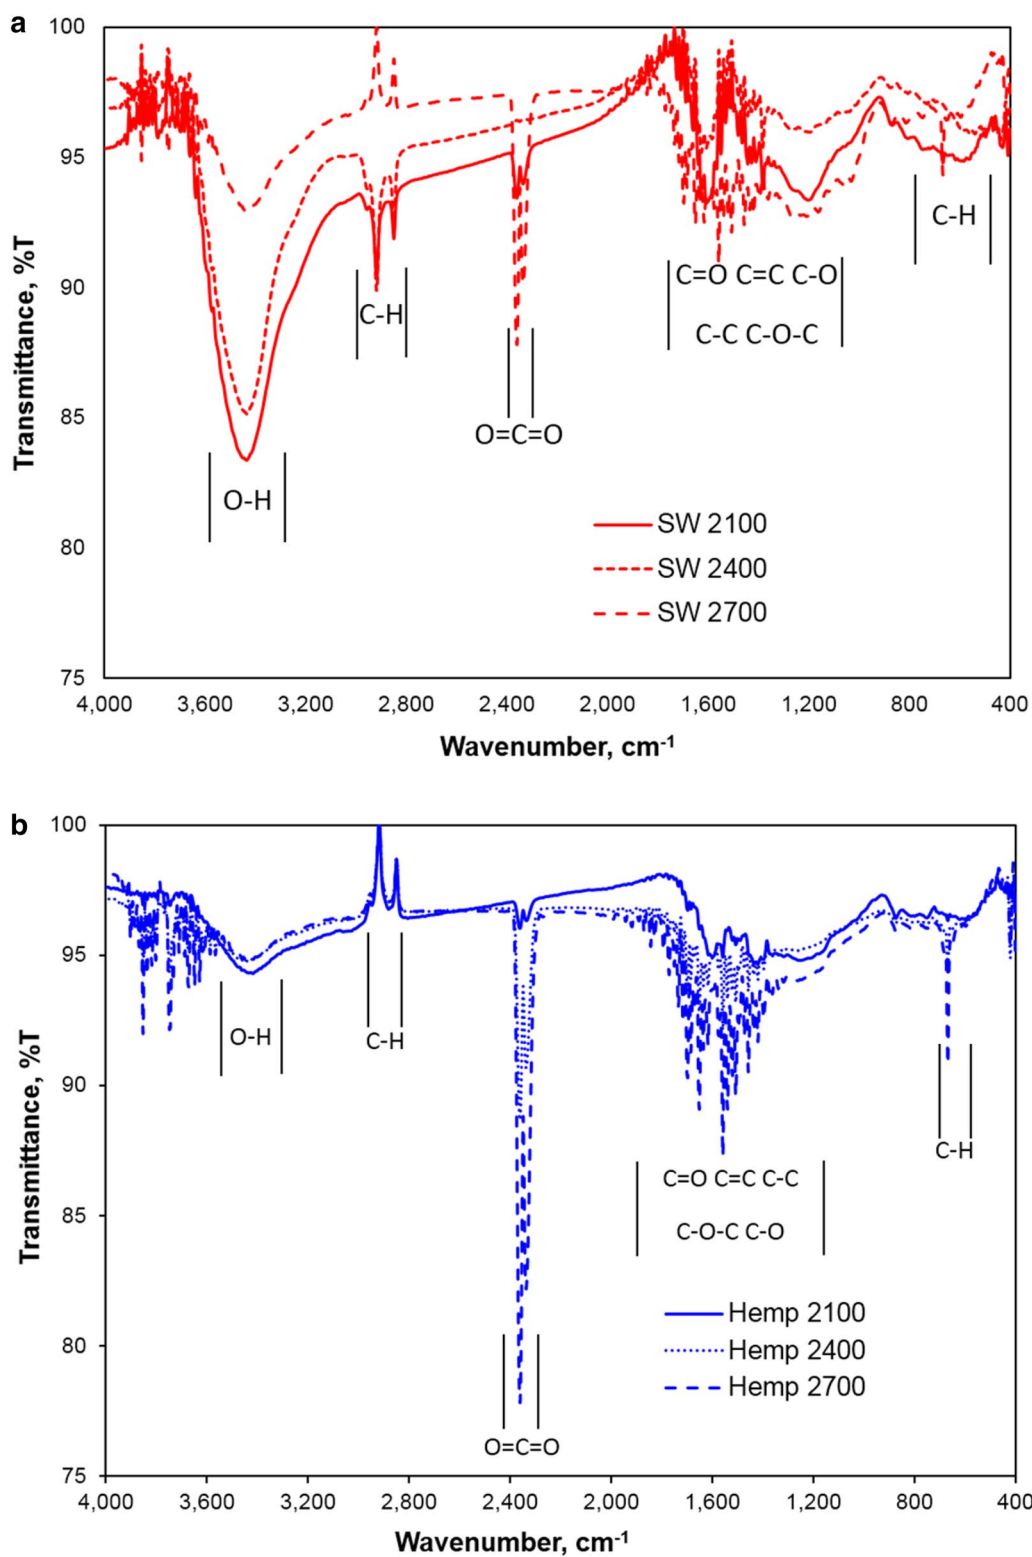 a
100
95
90
85
80
75
Transmittance, %T
O-H
C-H
O=C=O
C=O C=C C-O
C-C C-O-C
C-H
SW 2100
SW 2400
SW 2700
4,000 3,600 3,200 2,800 2,400 2,000 1,600 1,200 800 400
Wavenumber, cm-1
b
100
95
90
85
80
75
Transmittance, %T
O-H
C-H
O=C=O
C=O C=C C-C
C-O-C C-O
C-H
Hemp 2100
Hemp 2400
Hemp 2700
4,000 3,600 3,200 2,800 2,400 2,000 1,600 1,200 800 400
Wavenumber, cm-1